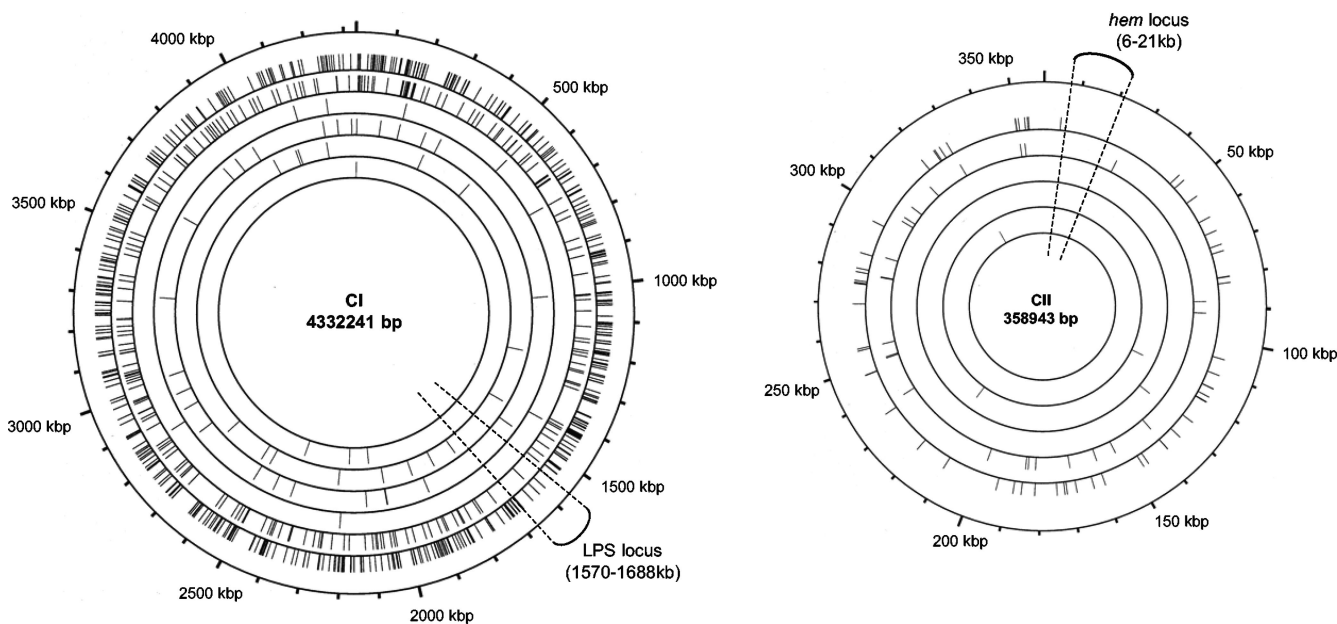 4000 kbp
500 kbp
3500 kbp
1000 kbp
CI
4332241 bp
3000 kbp
1500 kbp
LPS locus
(1570-1688kb)
2500 kbp
2000 kbp
hem locus
(6-21kb)
350 kbp
50 kbp
300 kbp
CII
358943 bp
100 kbp
250 kbp
150 kbp
200 kbp